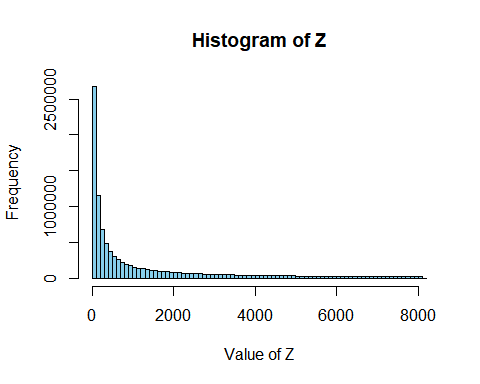 Histogram of Z
Frequency
2500000
1000000
0
0 2000 4000 6000 8000
Value of Z